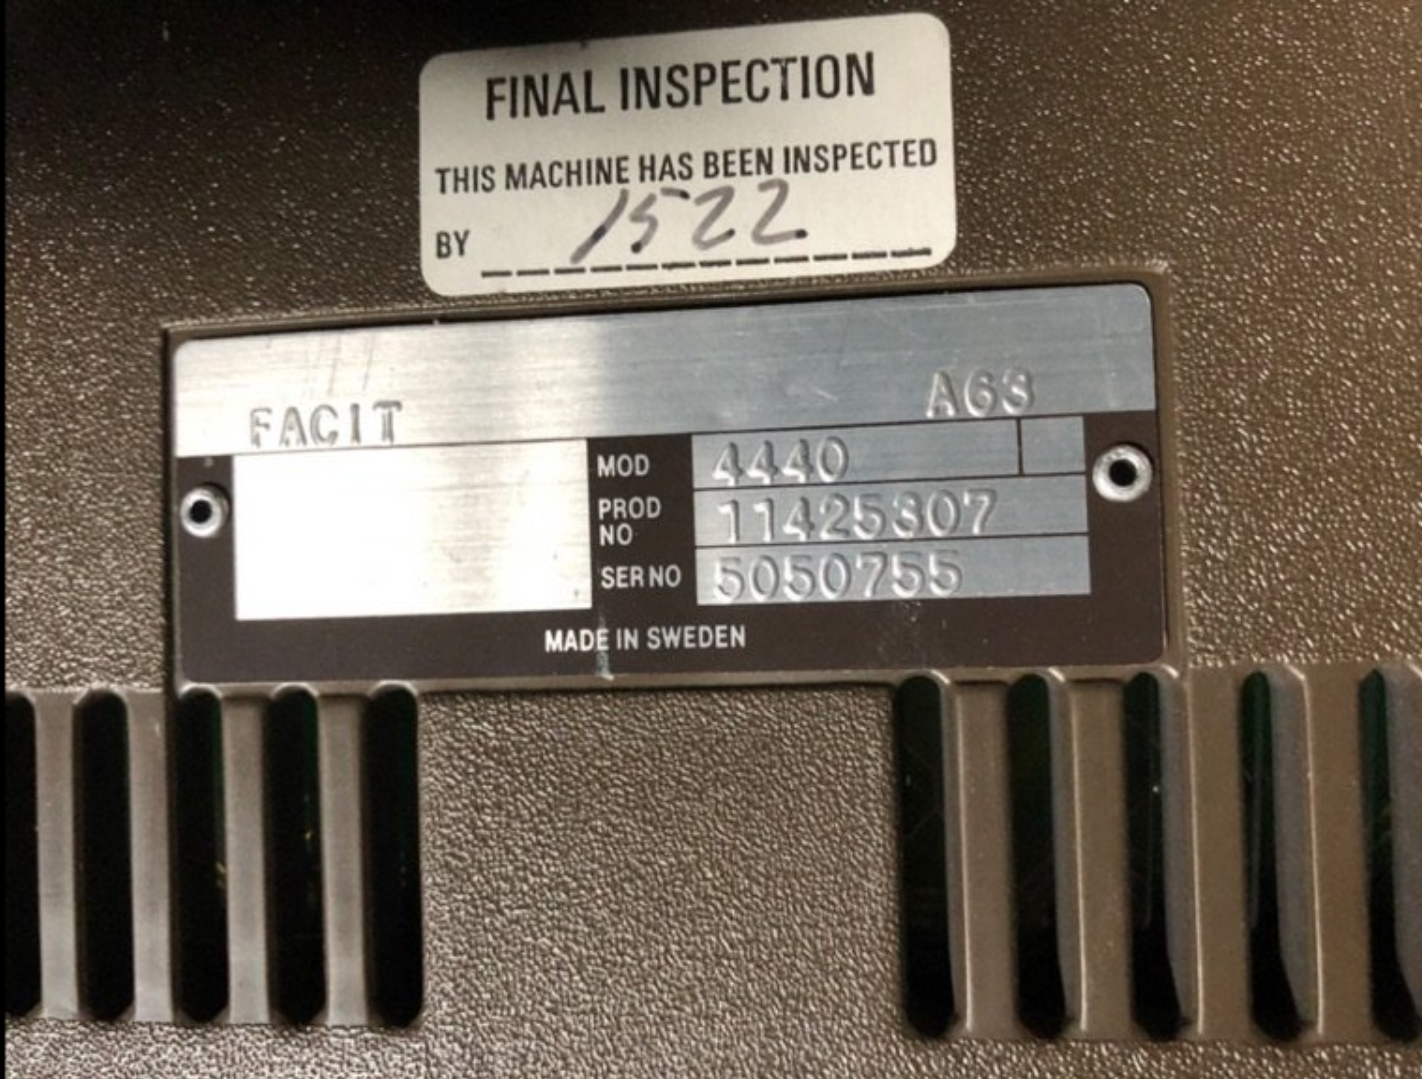 FINAL INSPECTION
THIS MACHINE HAS BEEN INSPECTED
BY 1522
FACIT A63
MOD 4440
PROD NO 11425307
SER NO 5050755
MADE IN SWEDEN